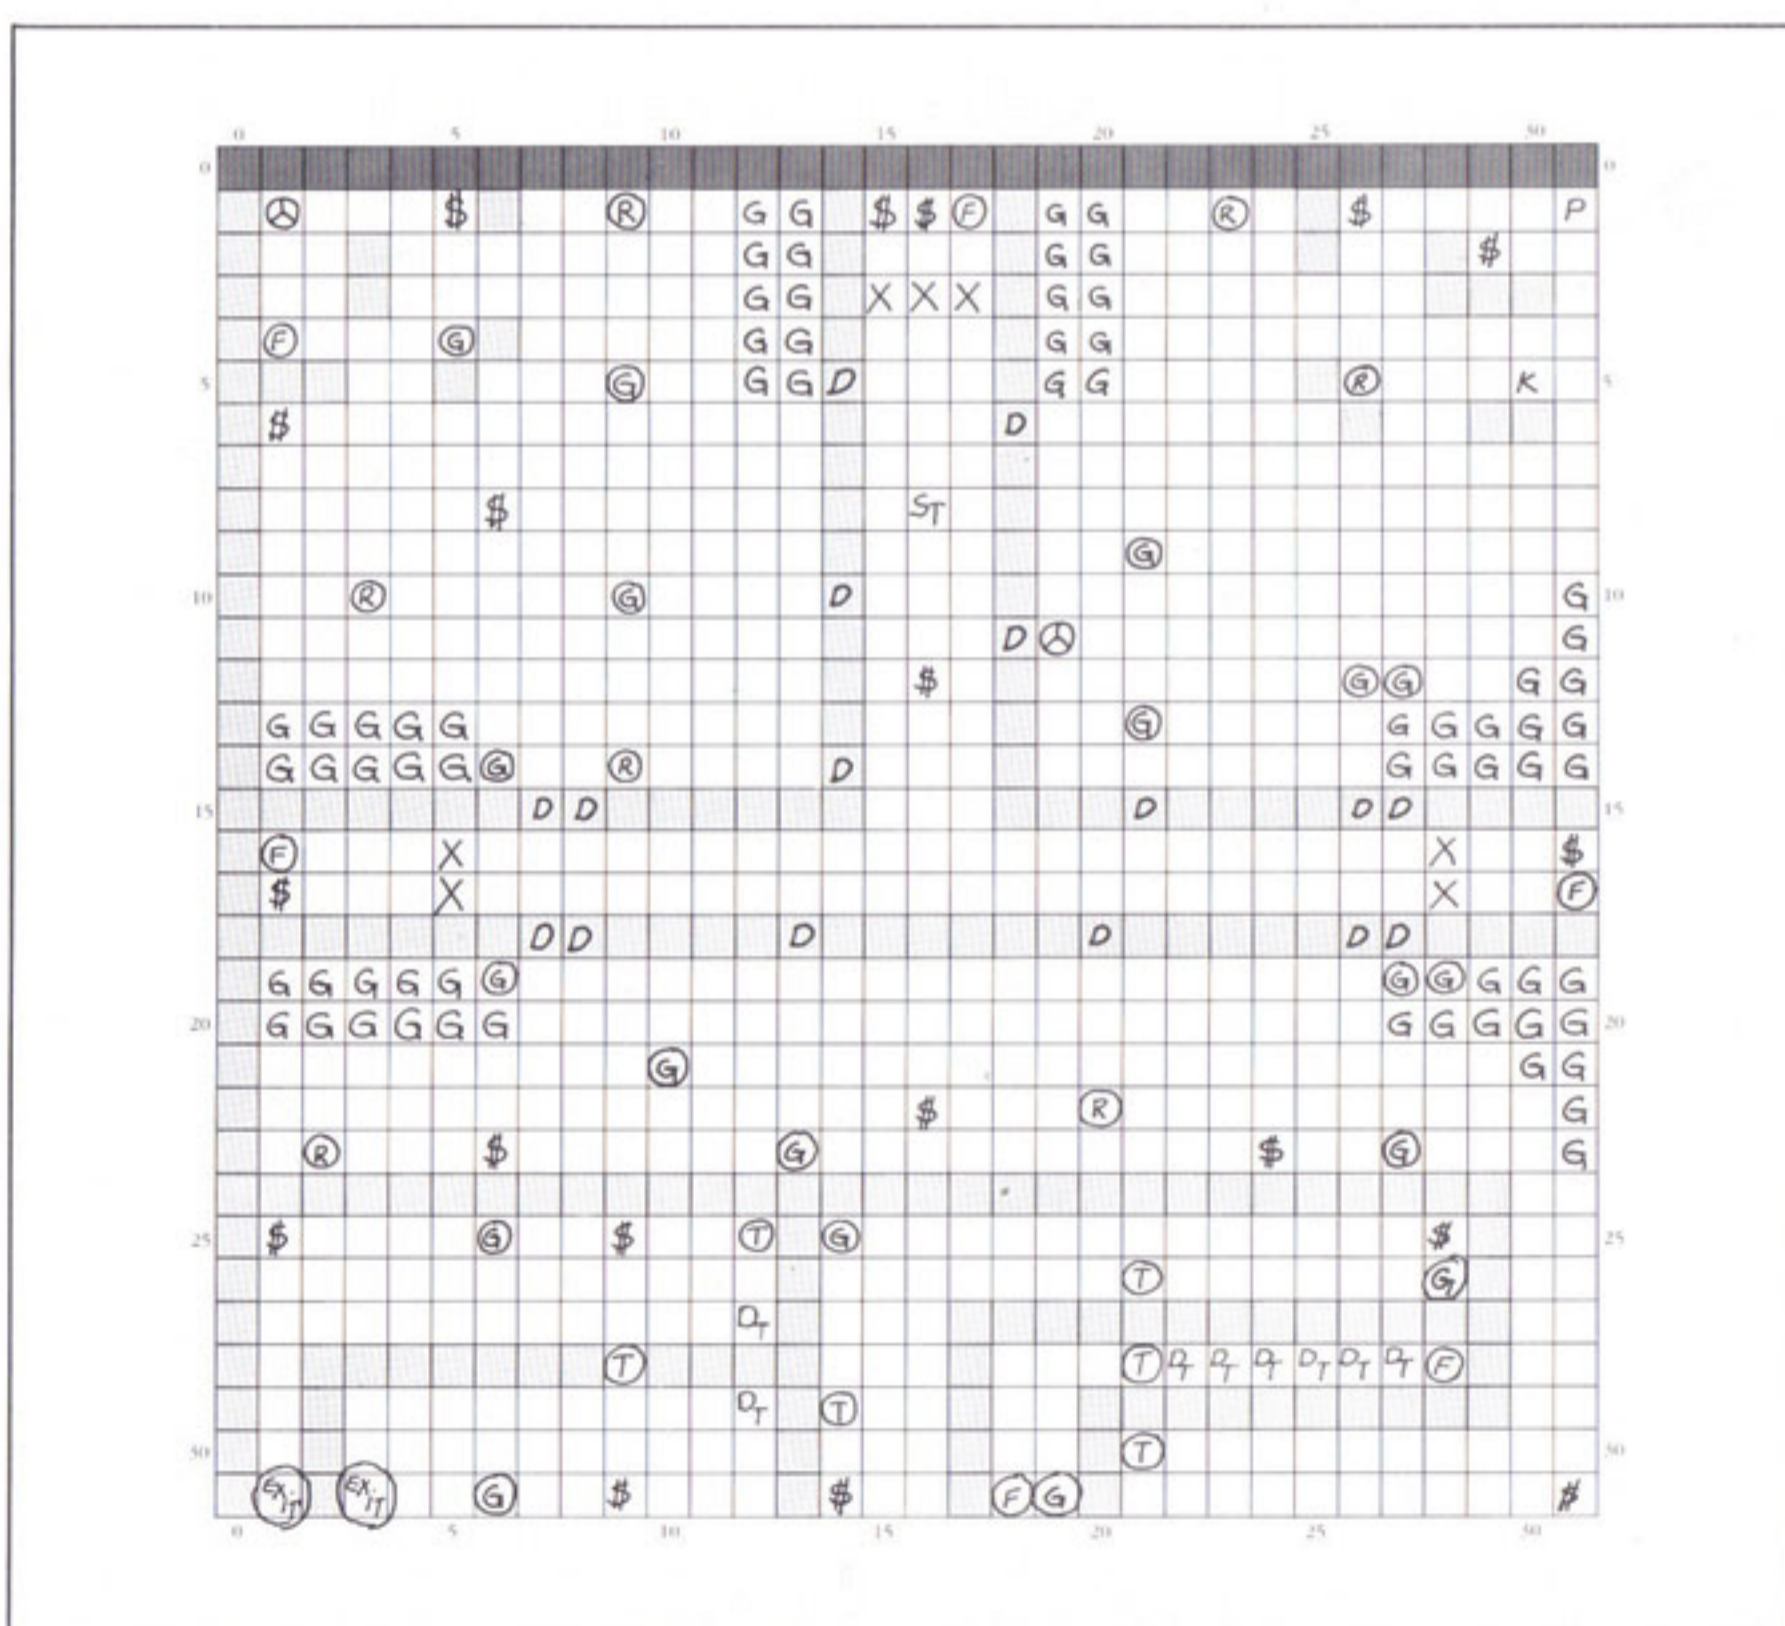 0 5 10 15 20 25 30
0 0
$ R G G $ $ F G G R $ P
G G G G $
G G X X X G G
F G G G G G
5 G G G D G G R K 5
$ D
$ ST
G
10 R G D G 10
D G
$ G G G G
G G G G G G G G G G G
G G G G G G R D G G G G G
15 D D D D D 15
F X X $
$ X X F
D D D D D D
G G G G G G G G G G G
20 G G G G G G G G G G G 20
G G G
$ R G
R $ G $ G G
25 $ G $ T G $ 25
T G
DT
T T DT DT DT DT DT DT F
DT T
30 T 30
EXiT EXiT G $ $ F G $
0 5 10 15 20 25 30